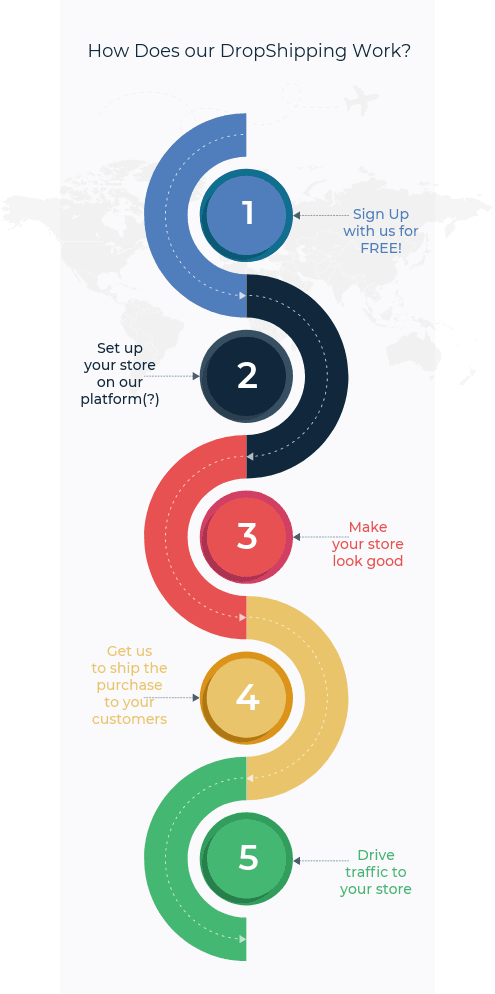 How Does our DropShipping Work?
1
Sign Up
with us for
FREE!
Set up
your store
on our
platform(?)
2
3
Make
your store
look good
Get us
to ship the
purchase
to your
customers
4
5
Drive
traffic to
your store